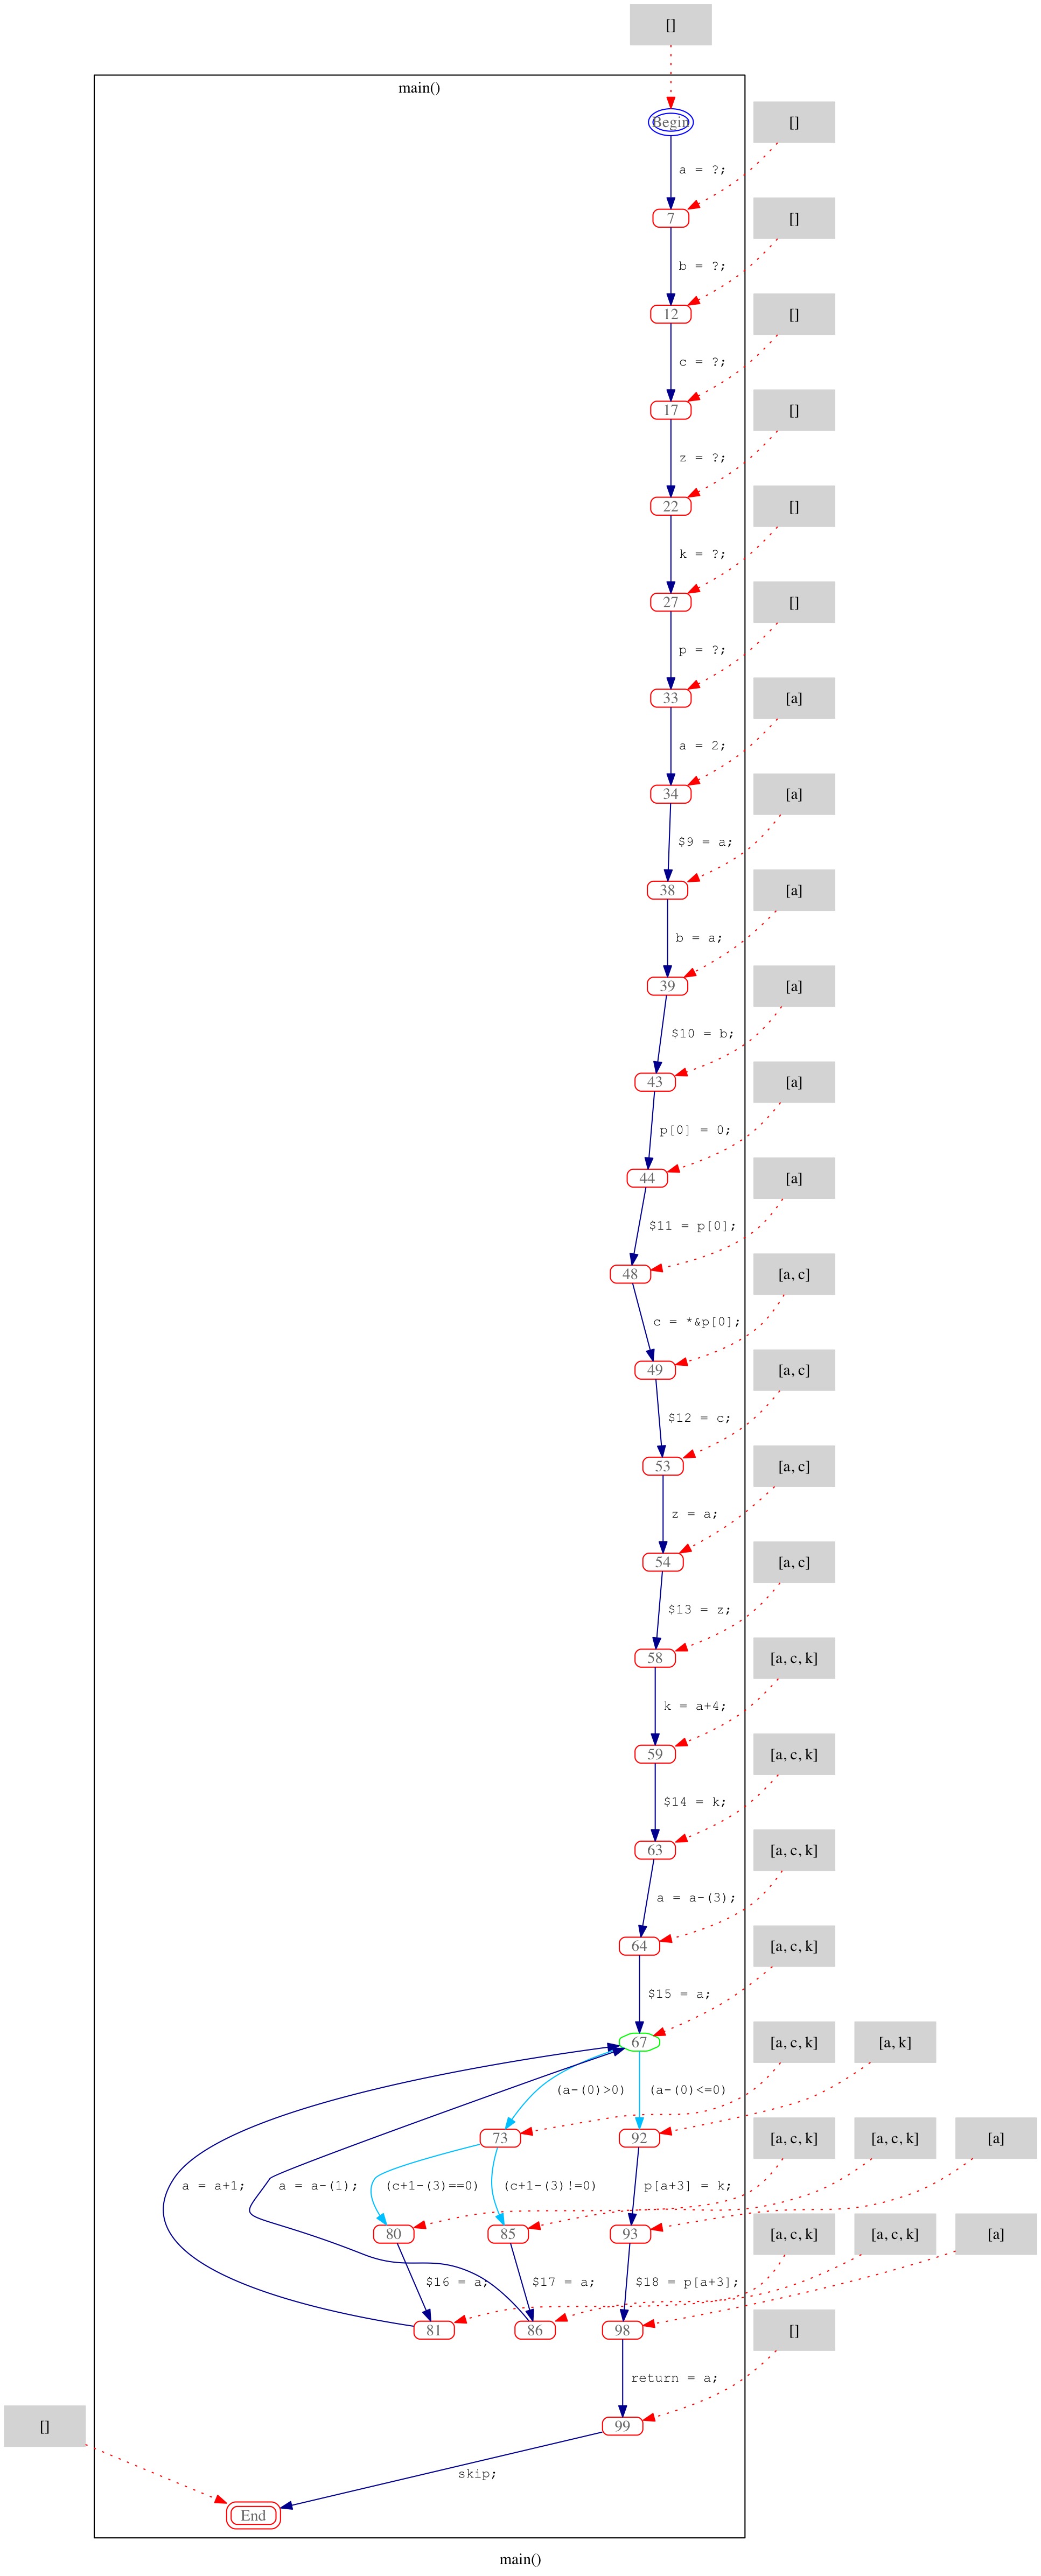 []
main()
Begin
[]
a = ?;
7
[]
b = ?;
12
[]
c = ?;
17
[]
z = ?;
22
[]
k = ?;
27
[]
p = ?;
33
[a]
a = 2;
34
[a]
$9 = a;
38
[a]
b = a;
39
[a]
$10 = b;
43
[a]
p[0] = 0;
44
[a]
$11 = p[0];
48
[a, c]
c = *&p[0];
49
[a, c]
$12 = c;
53
[a, c]
z = a;
54
[a, c]
$13 = z;
58
[a, c, k]
k = a+4;
59
[a, c, k]
$14 = k;
63
[a, c, k]
a = a-(3);
64
[a, c, k]
$15 = a;
67
[a, c, k] [a, k]
(a-(0)>0) (a-(0)<=0)
73 92
[a, c, k] [a, c, k] [a]
a = a+1; a = a-(1); (c+1-(3)==0) (c+1-(3)!=0) p[a+3] = k;
80 85 93
[a, c, k] [a, c, k] [a]
$16 = a; $17 = a; $18 = p[a+3];
81 86 98
[]
return = a;
99
[]
skip;
End
main()